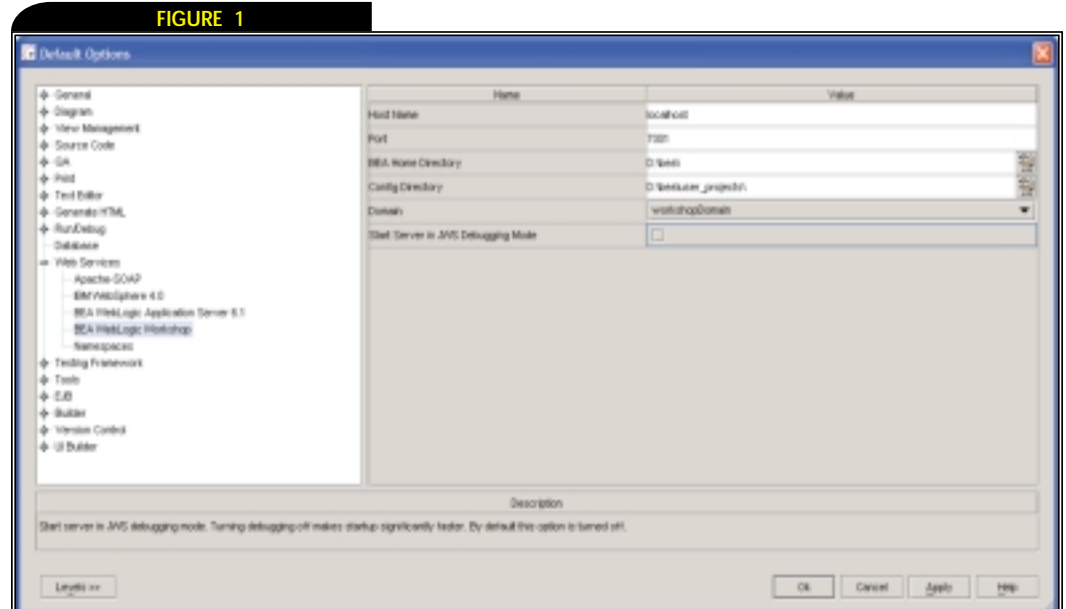 FIGURE 1
Default Options
General
Diagram
View Management
Source Code
QA
Print
Text Editor
Generate HTML
Run/Debug
Database
Web Services
Apache-SOAP
IBM WebSphere 4.0
BEA WebLogic Application Server 6.1
BEA WebLogic Workshop
Namespaces
Testing Framework
Tools
EJB
Builder
Version Control
UI Builder
Name Value
Host Name localhost
Port 7001
BEA Home Directory D:\bea\
Config Directory D:\bea\user_projects\
Domain workshopDomain
Start Server in JWS Debugging Mode
Description
Start server in JWS debugging mode. Turning debugging off makes startup significantly faster. By default this option is turned off.
Levels >> Ok Cancel Apply Help